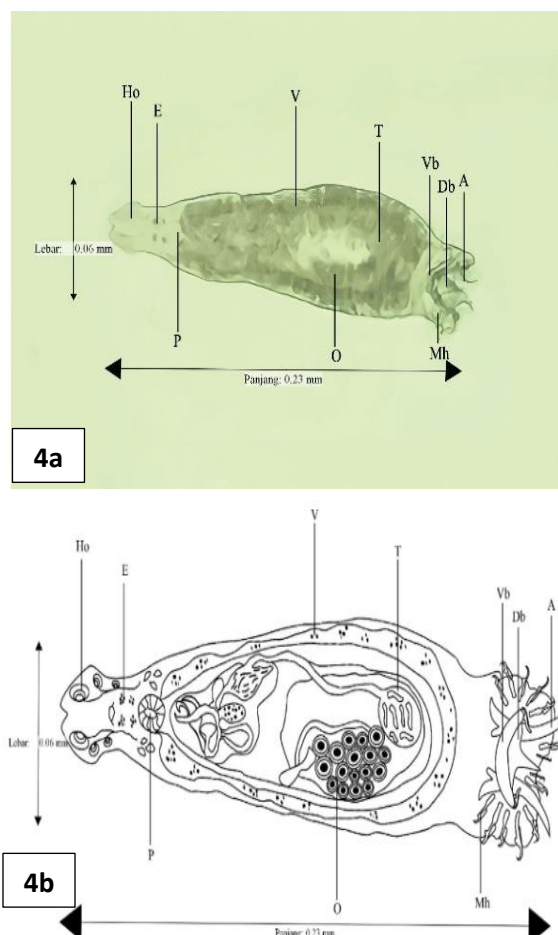 Ho
E
V
T
Vb
Db
A
Lebar: 0.06 mm
P
O
Mh
Panjang: 0.23 mm
4a
Ho
E
V
T
Vb
Db
A
Lebar: 0.06 mm
P
O
Mh
4b
Panjang: 0.23 mm